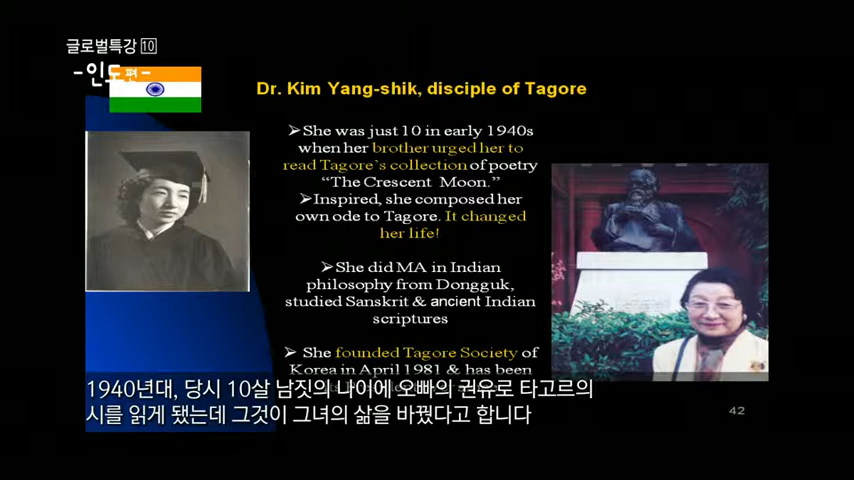 글로벌특강 10
-인도편-
Dr. Kim Yang-shik, disciple of Tagore
➢She was just 10 in early 1940s
when her brother urged her to
read Tagore's collection of poetry
“The Crescent Moon.”
➢Inspired, she composed her
own ode to Tagore. It changed
her life!
➢She did MA in Indian
philosophy from Dongguk,
studied Sanskrit & ancient Indian
scriptures
➢ She founded Tagore Society of
Korea in April 1981 & has been
1940년대, 당시 10살 남짓의 나이에 오빠의 권유로 타고르의
시를 읽게 됐는데 그것이 그녀의 삶을 바꿨다고 합니다
42